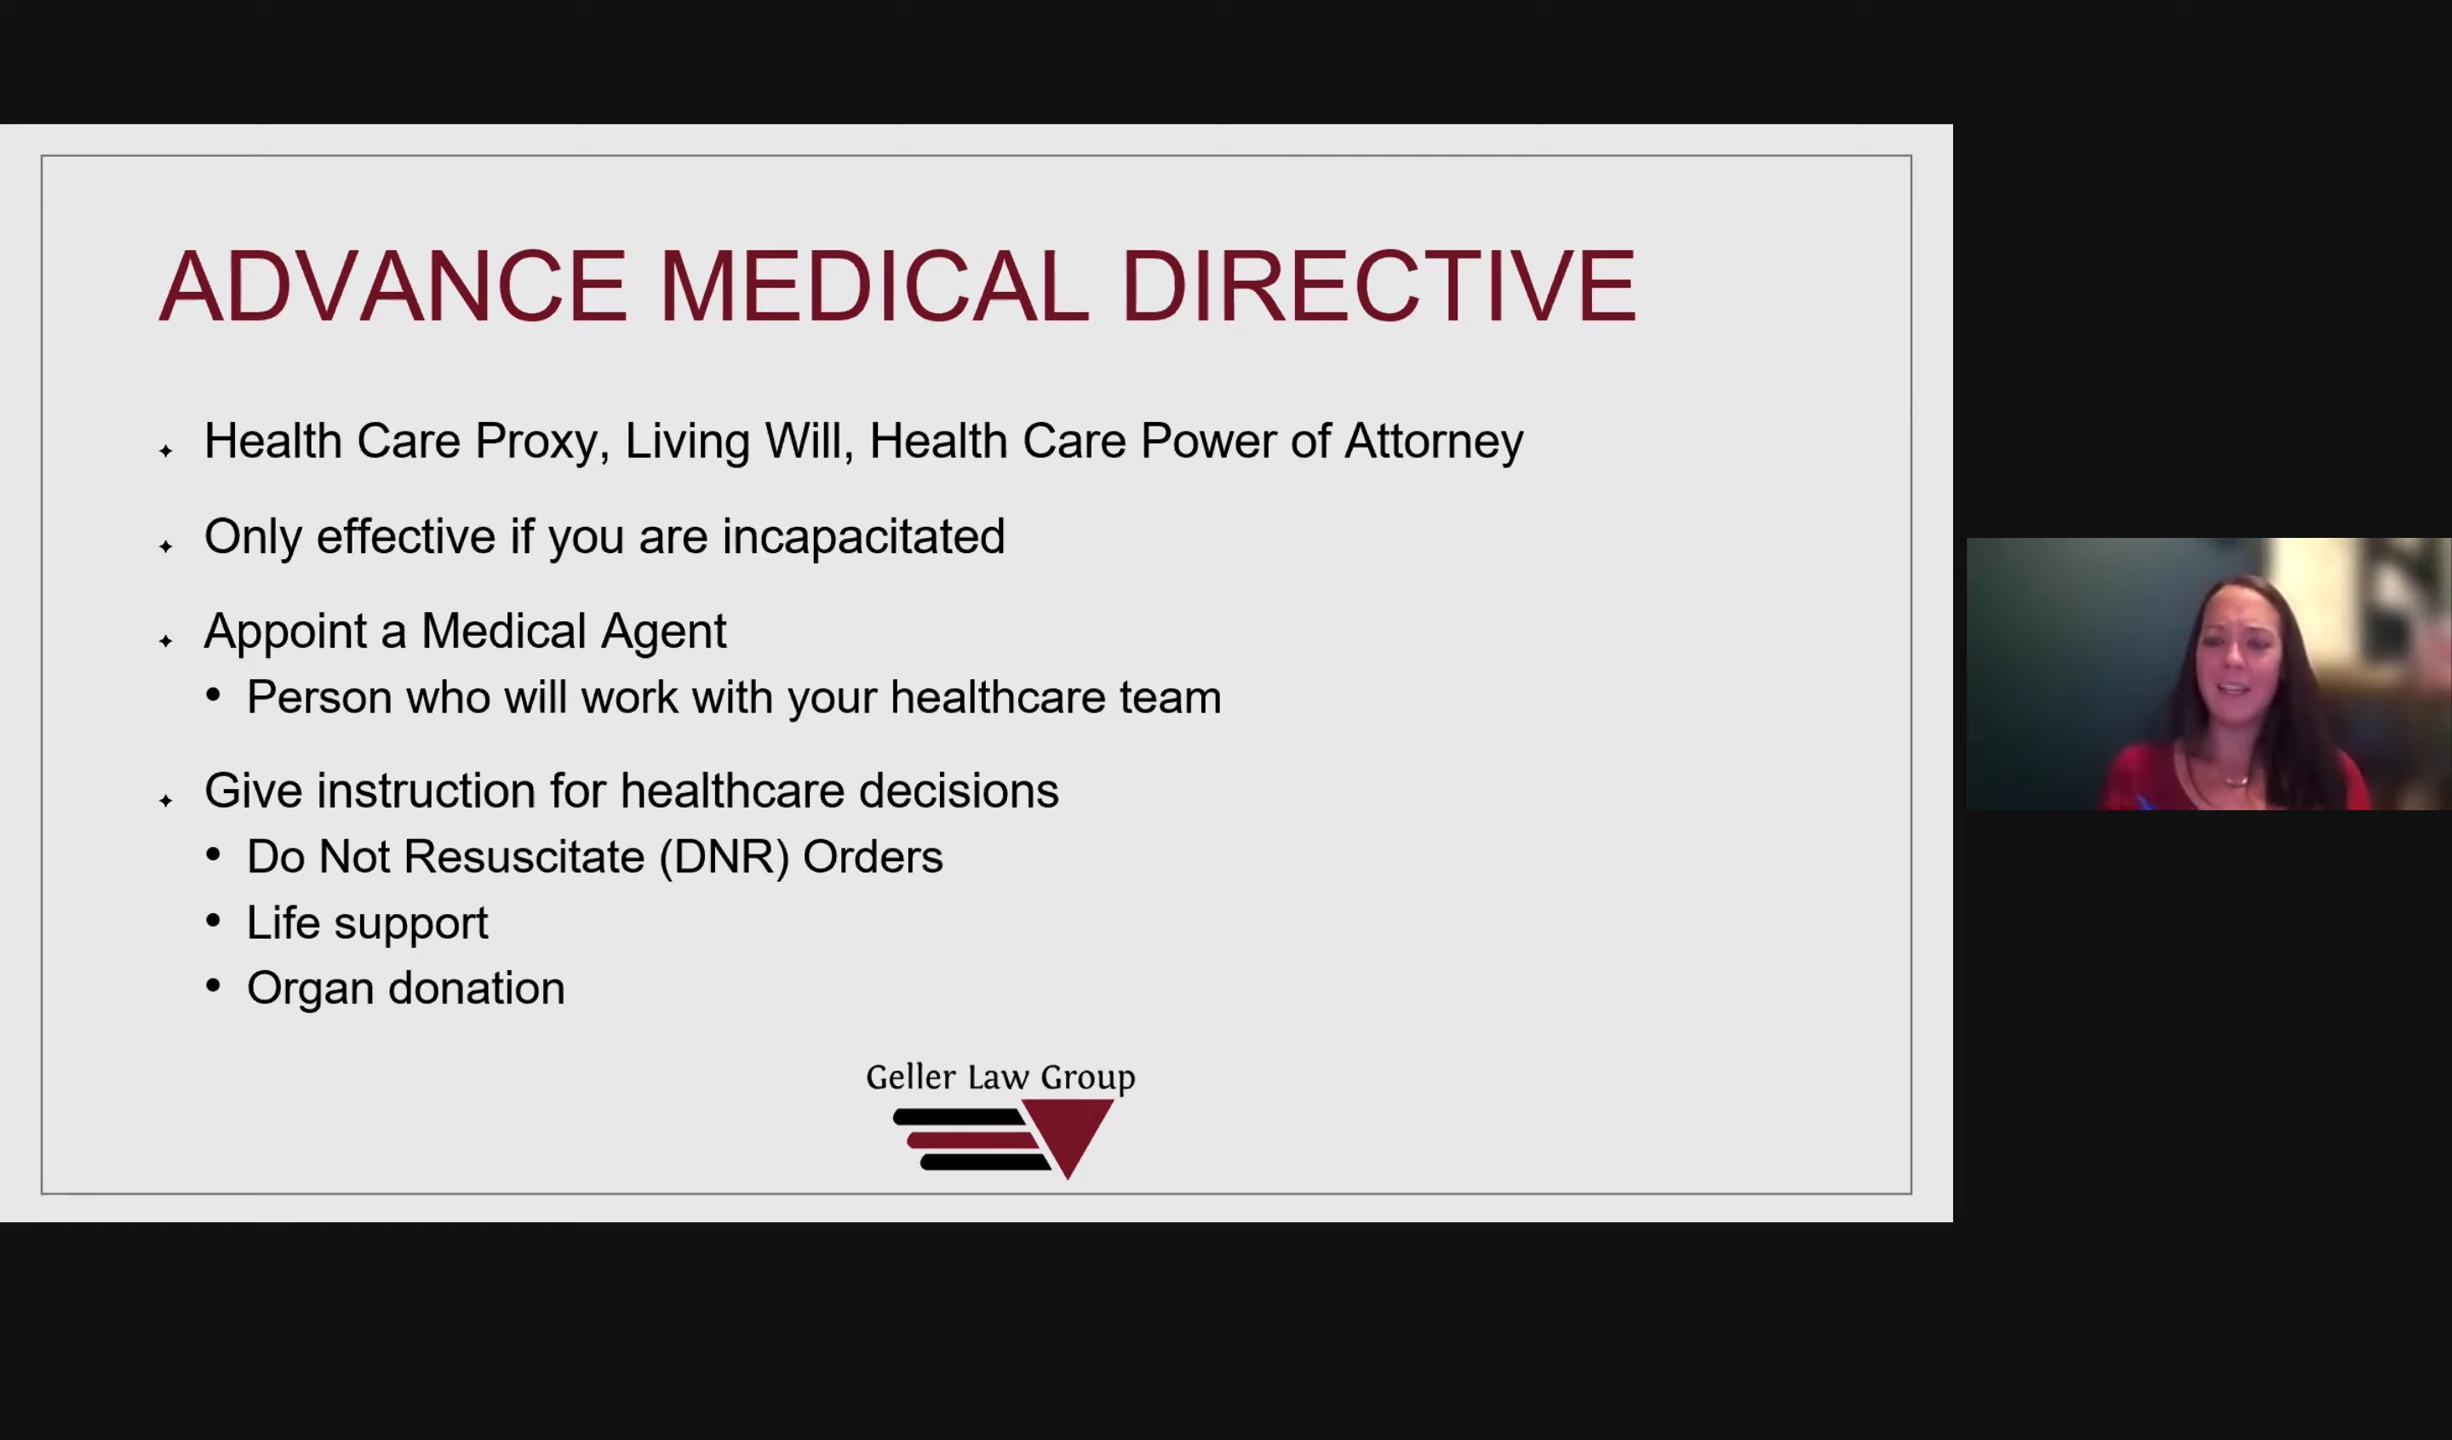 ADVANCE MEDICAL DIRECTIVE
Health Care Proxy, Living Will, Health Care Power of Attorney
Only effective if you are incapacitated
Appoint a Medical Agent
Person who will work with your healthcare team
Give instruction for healthcare decisions
Do Not Resuscitate (DNR) Orders
Life support
Organ donation
Geller Law Group